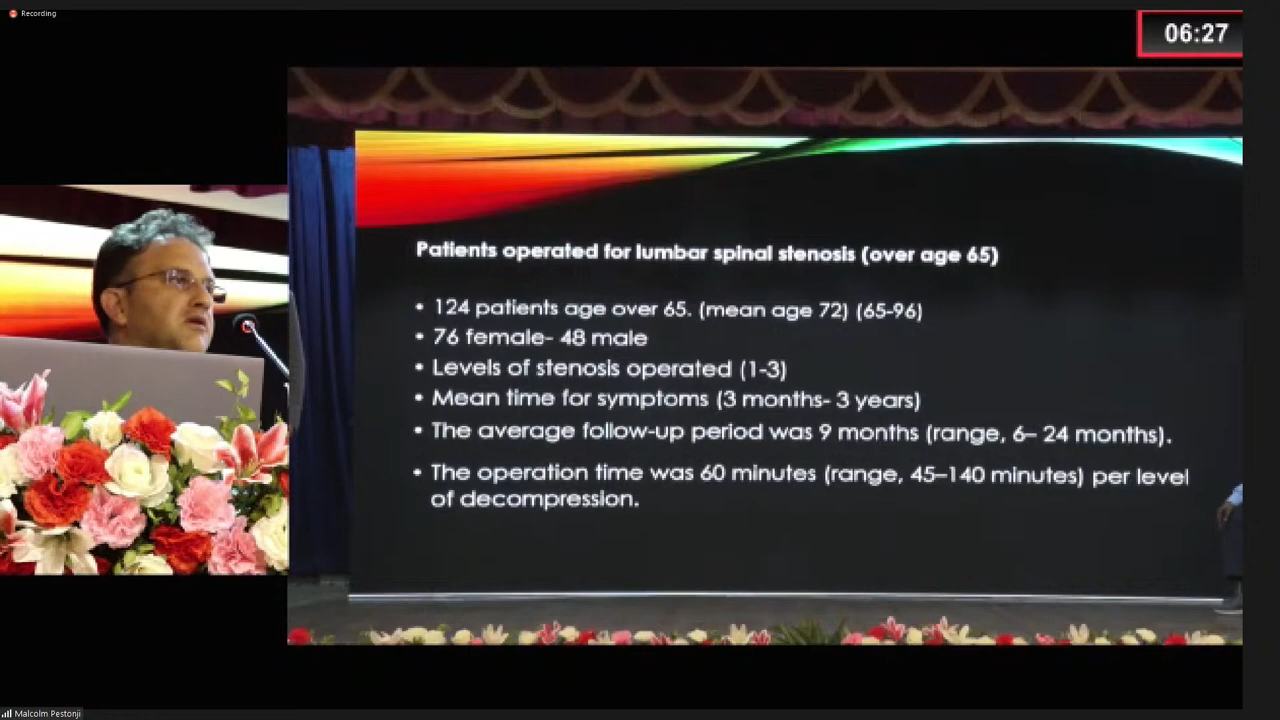 Recording
06:27
Patients operated for lumbar spinal stenosis (over age 65)
• 124 patients age over 65. (mean age 72) (65-96)
• 76 female- 48 male
• Levels of stenosis operated (1-3)
• Mean time for symptoms (3 months- 3 years)
• The average follow-up period was 9 months (range, 6– 24 months).
• The operation time was 60 minutes (range, 45–140 minutes) per level
of decompression.
Malcolm Pestonji